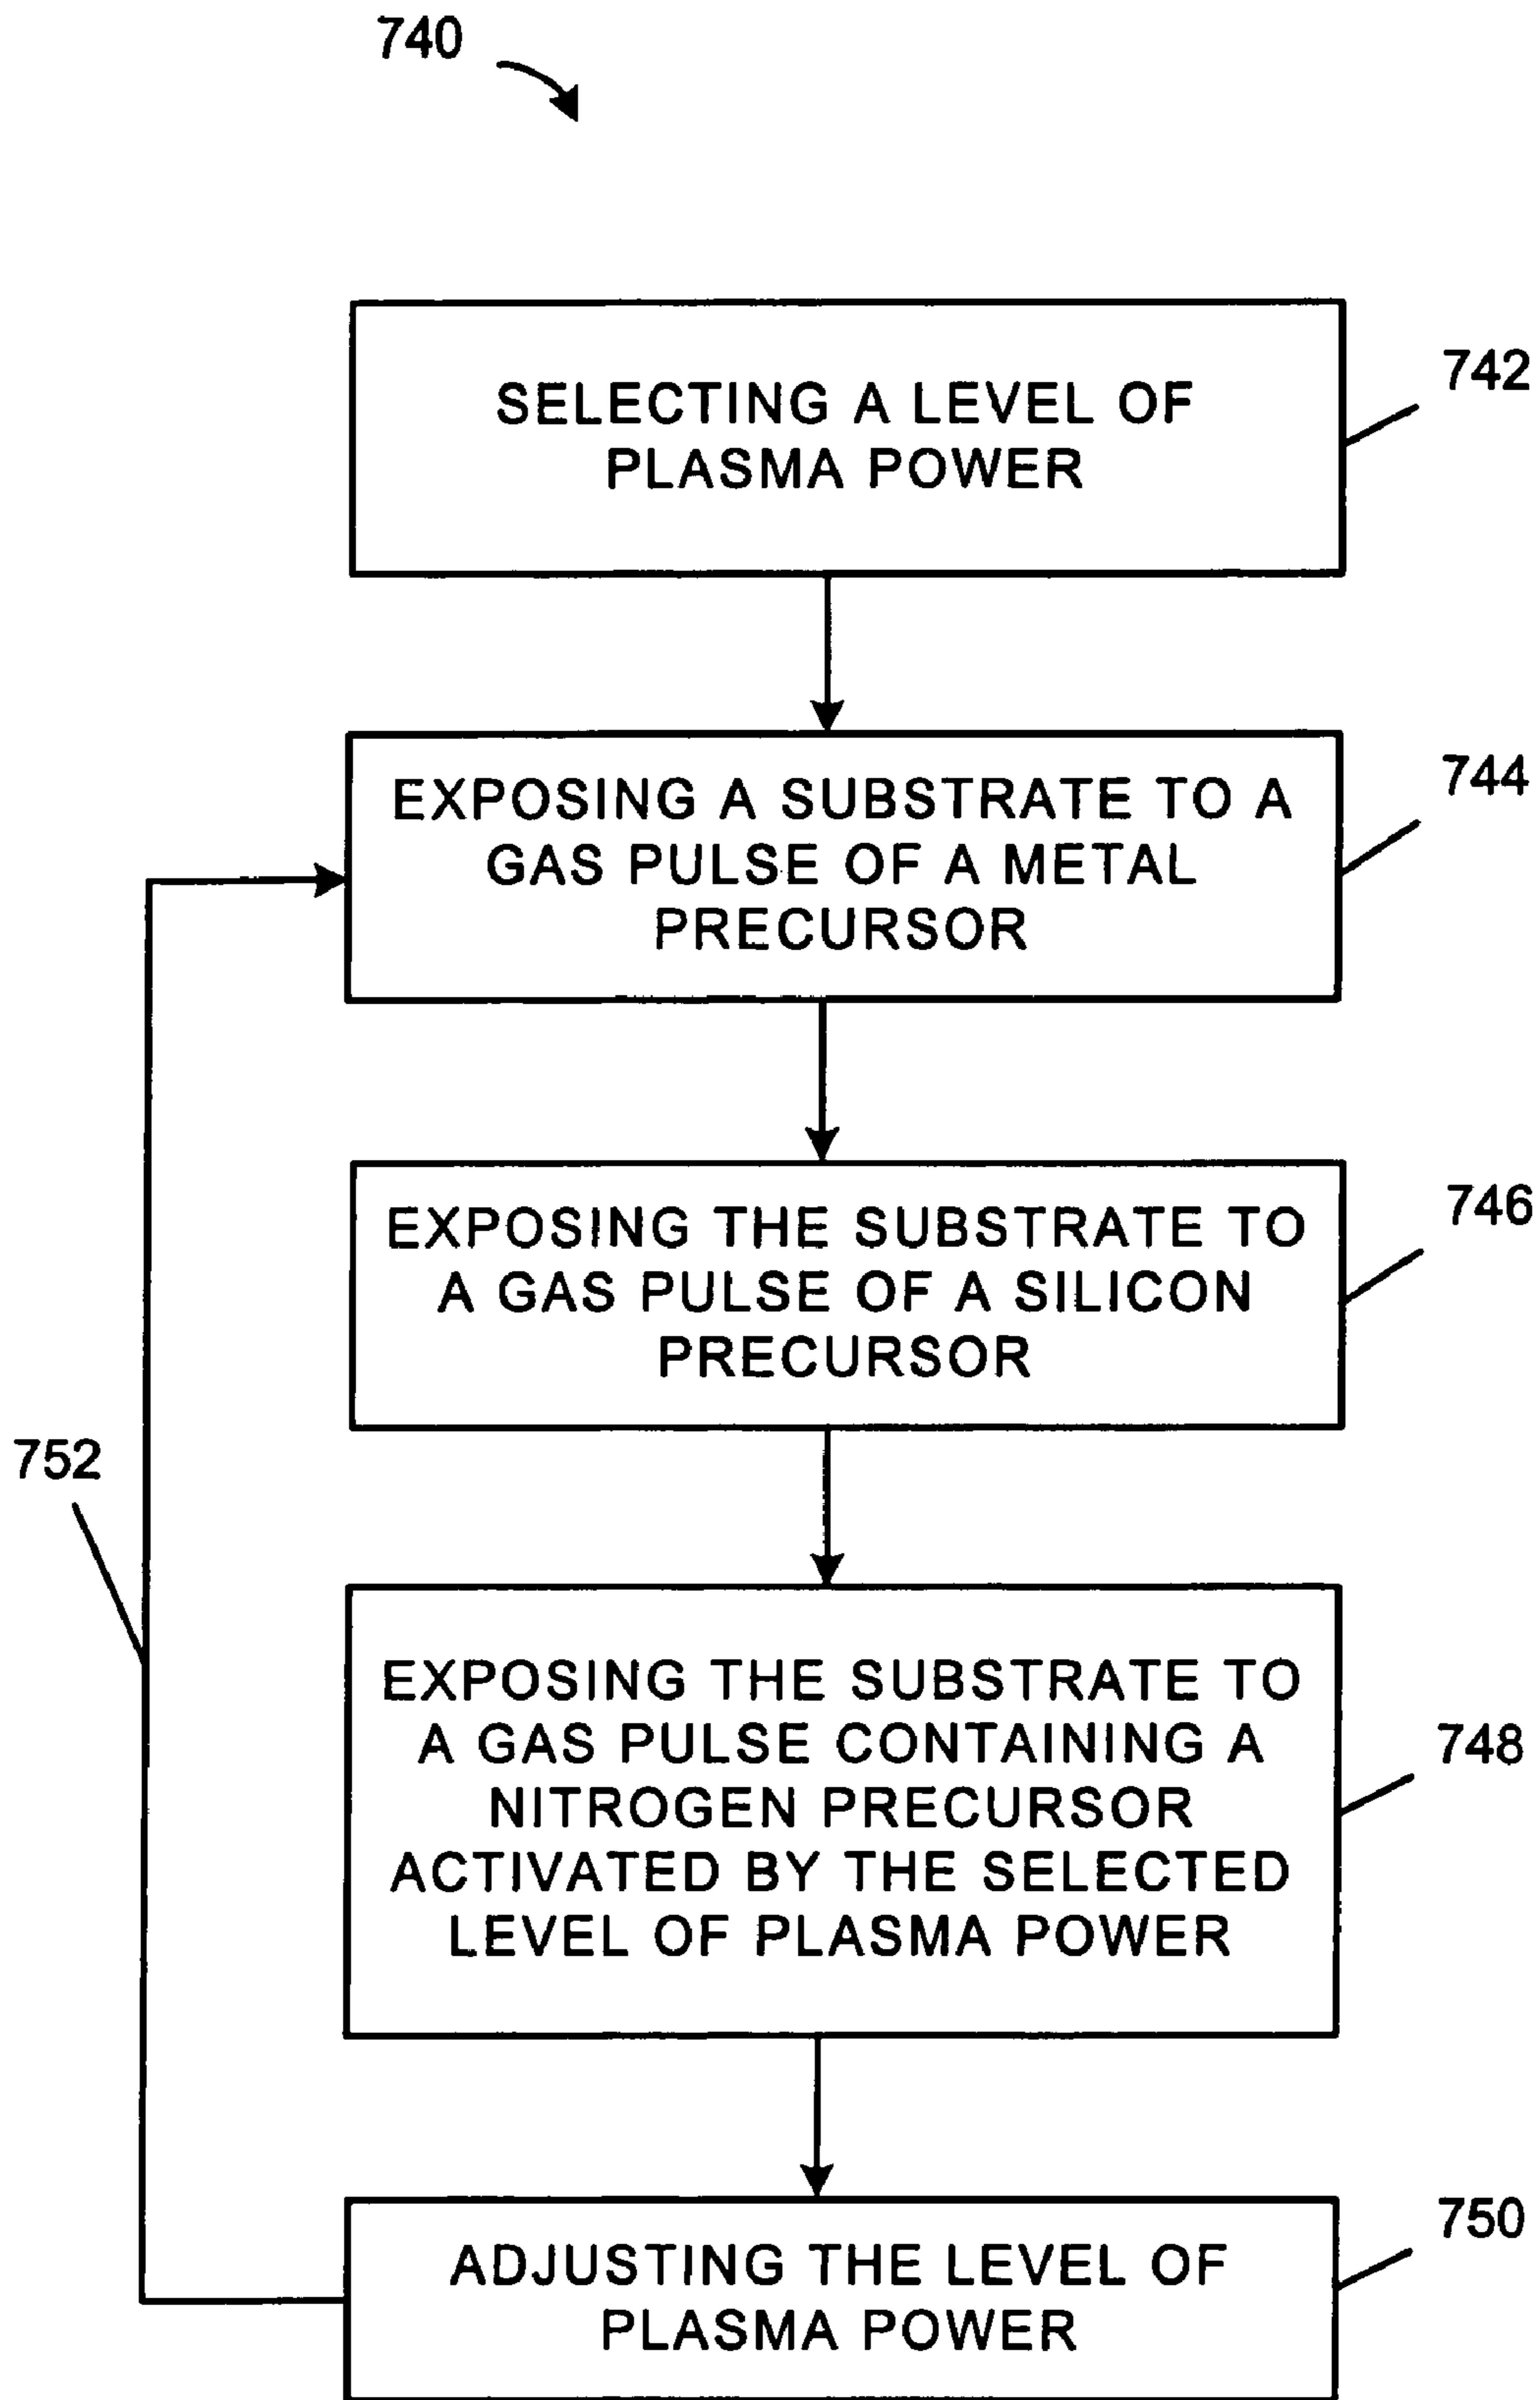 740
SELECTING A LEVEL OF
PLASMA POWER
742
EXPOSING A SUBSTRATE TO A
GAS PULSE OF A METAL
PRECURSOR
744
EXPOSING THE SUBSTRATE TO
A GAS PULSE OF A SILICON
PRECURSOR
746
752
EXPOSING THE SUBSTRATE TO
A GAS PULSE CONTAINING A
NITROGEN PRECURSOR
ACTIVATED BY THE SELECTED
LEVEL OF PLASMA POWER
748
ADJUSTING THE LEVEL OF
PLASMA POWER
750